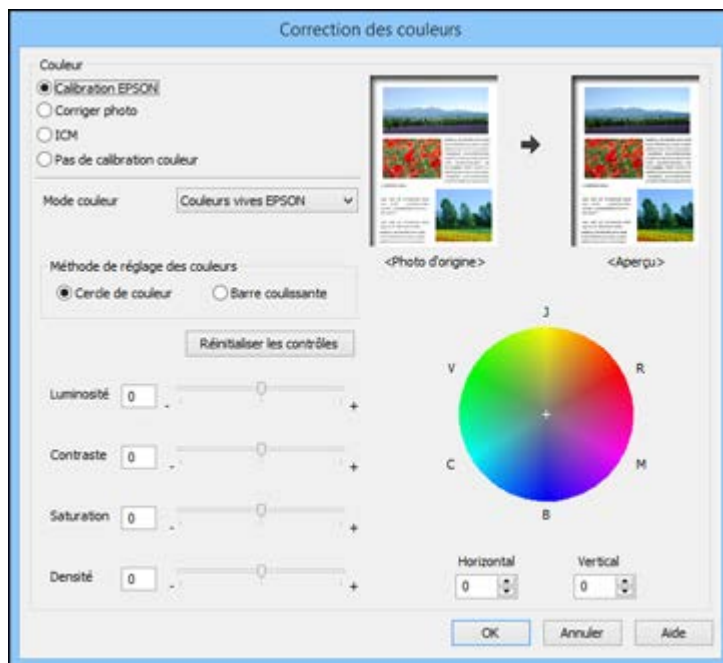 Correction des couleurs
Couleur
Calibration EPSON
Corriger photo
ICM
Pas de calibration couleur
Mode couleur
Couleurs vives EPSON
<Photo d'origine>
<Aperçu>
Méthode de réglage des couleurs
Cercle de couleur
Barre coulissante
Réinitialiser les contrôles
Luminosité 0 - +
Contraste 0 - +
Saturation 0 - +
Densité 0 - +
J
V R
C M
B
Horizontal Vertical
0 0
OK Annuler Aide